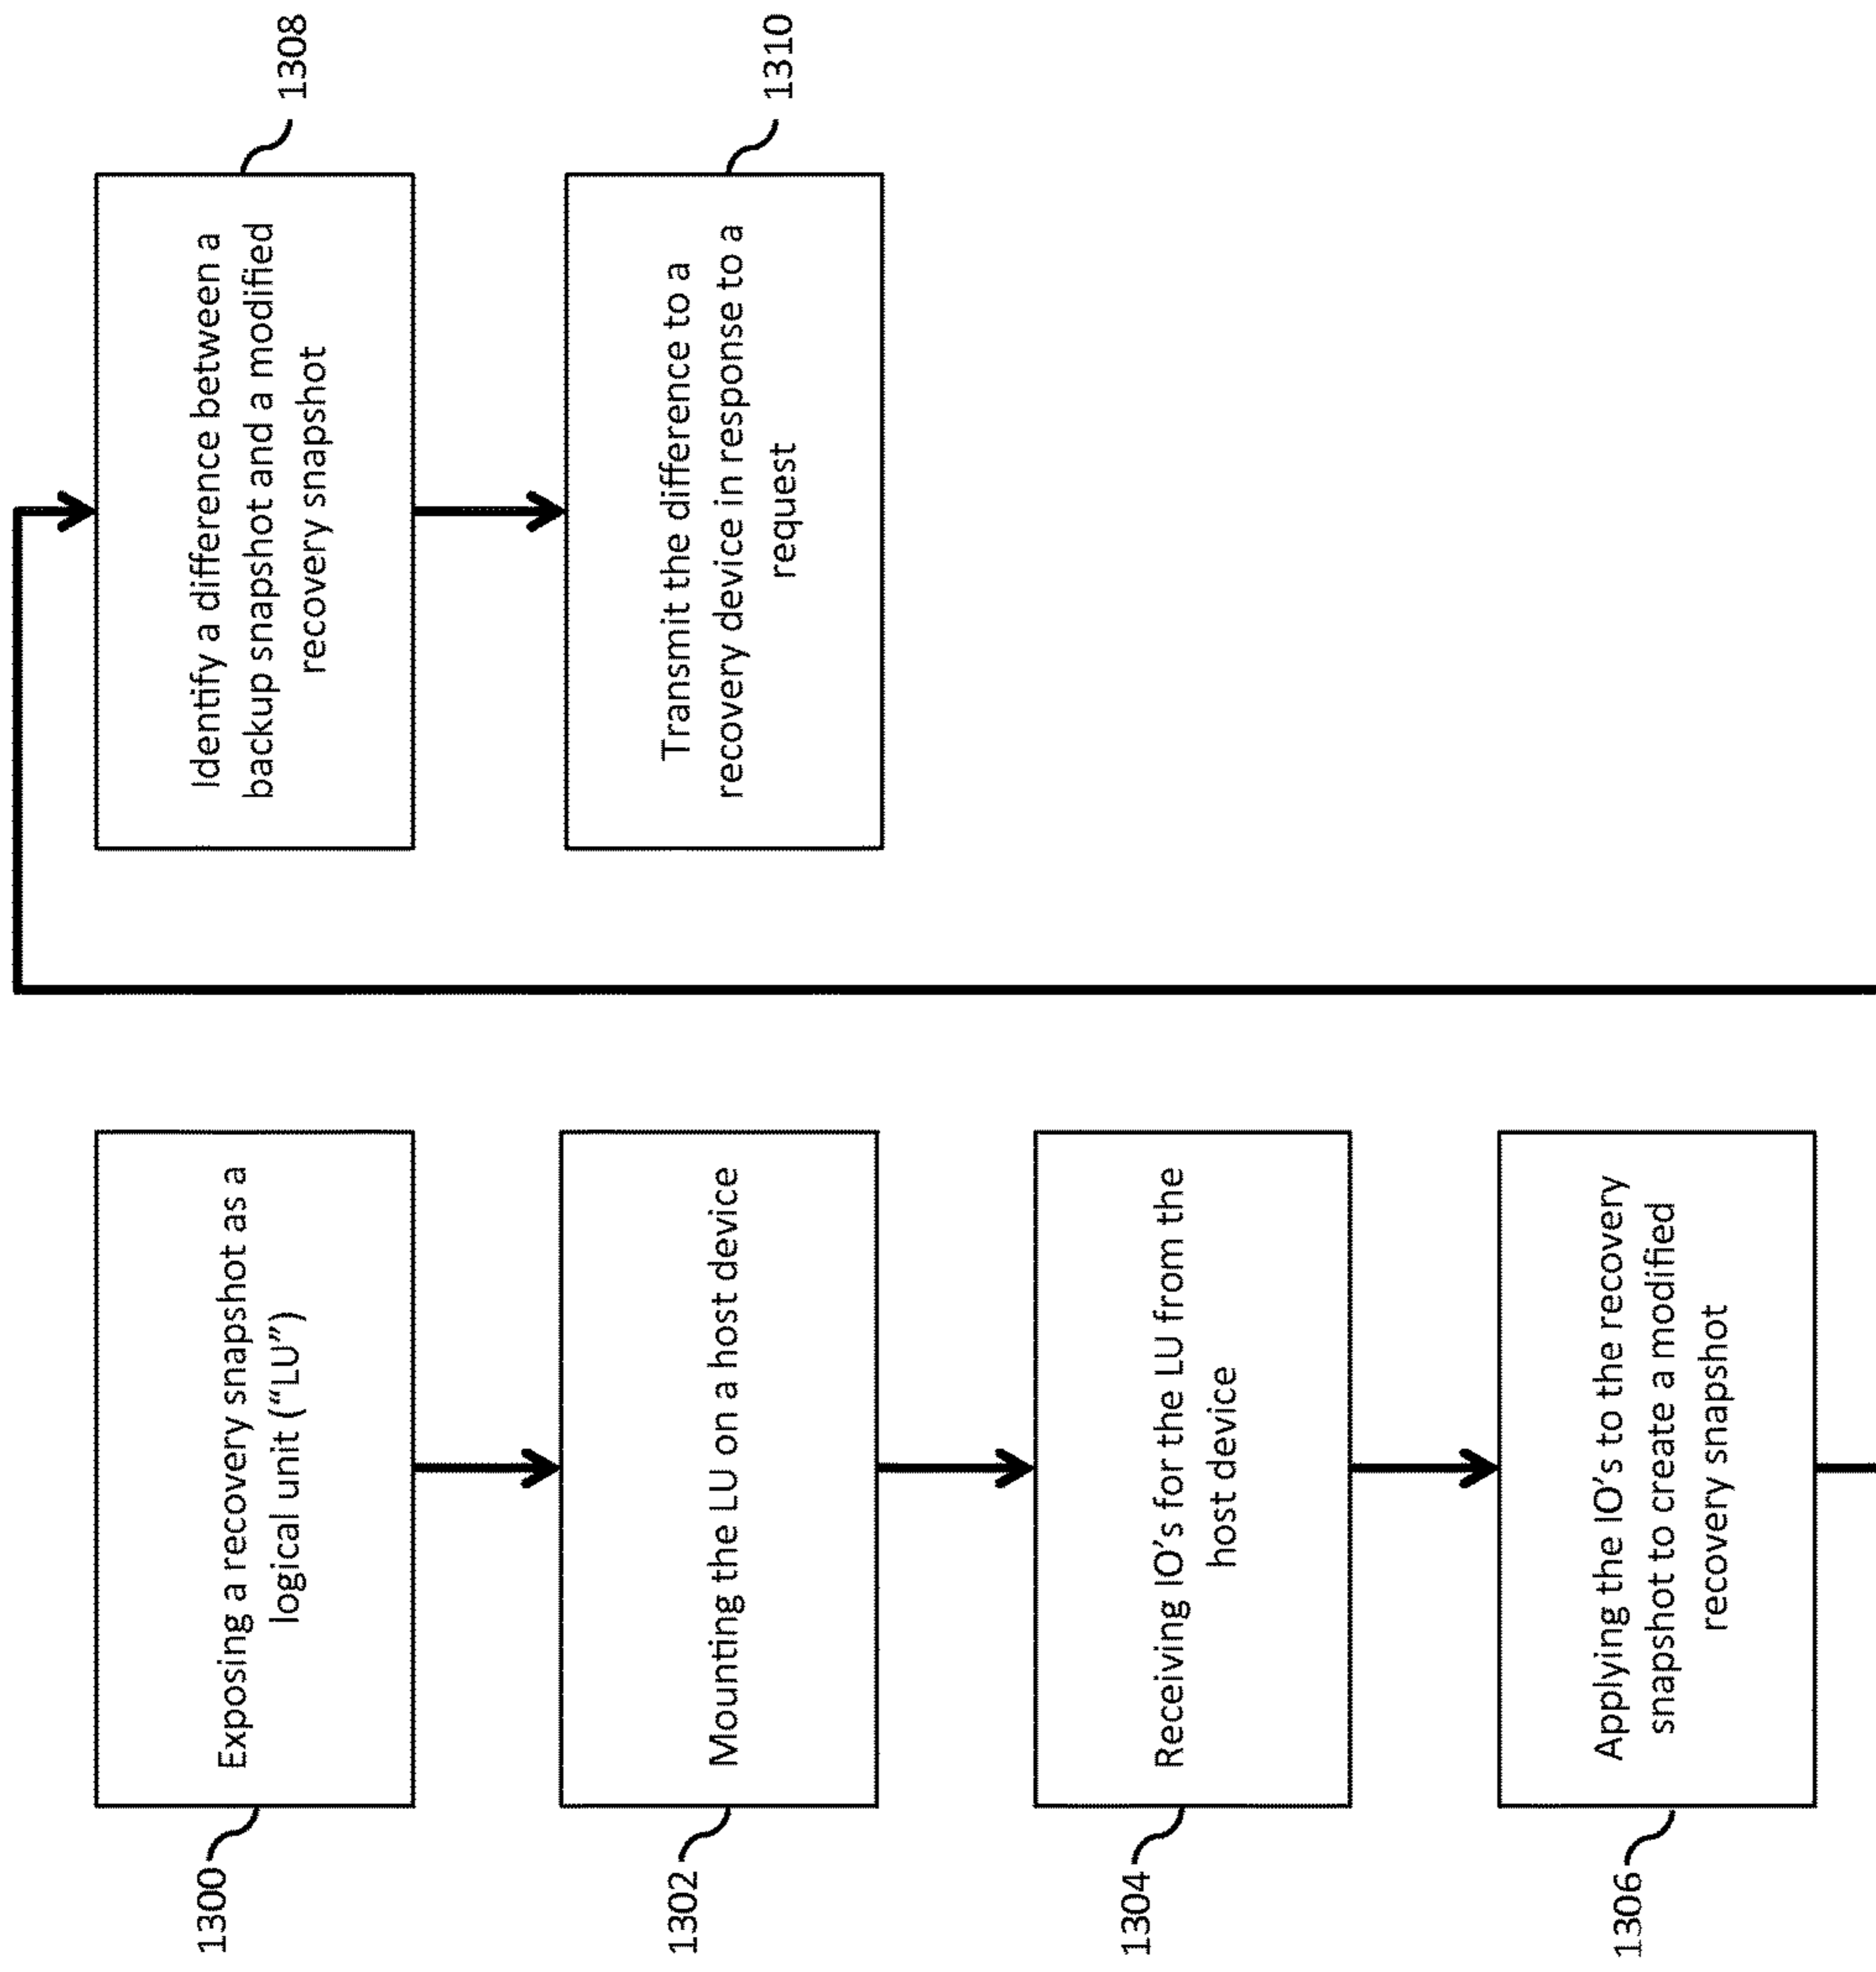 1300
Exposing a recovery snapshot as a
logical unit (“LU”)
1302
Mounting the LU on a host device
1304
Receiving IO’s for the LU from the
host device
1306
Applying the IO’s to the recovery
snapshot to create a modified
recovery snapshot
1308
Identify a difference between a
backup snapshot and a modified
recovery snapshot
1310
Transmit the difference to a
recovery device in response to a
request